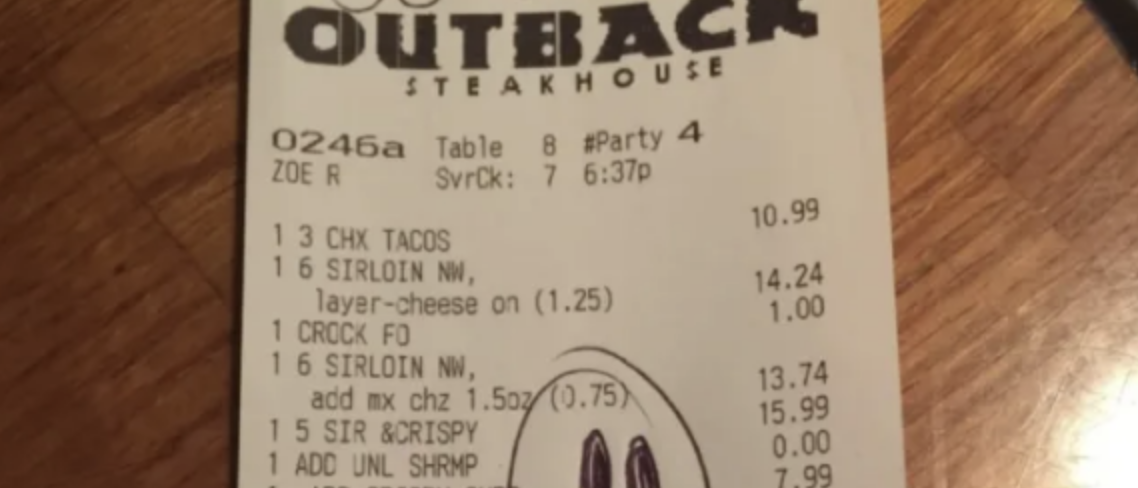 OUTBACK
STEAKHOUSE
0246a Table 8 #Party 4
ZOE R SvrCk: 7 6:37p
1 3 CHX TACOS 10.99
1 6 SIRLOIN NW,
layer-cheese on (1.25) 14.24
1 CROCK FO 1.00
1 6 SIRLOIN NW,
add mx chz 1.5oz (0.75) 13.74
1 5 SIR &CRISPY 15.99
1 ADD UNL SHRMP 0.00
7.99